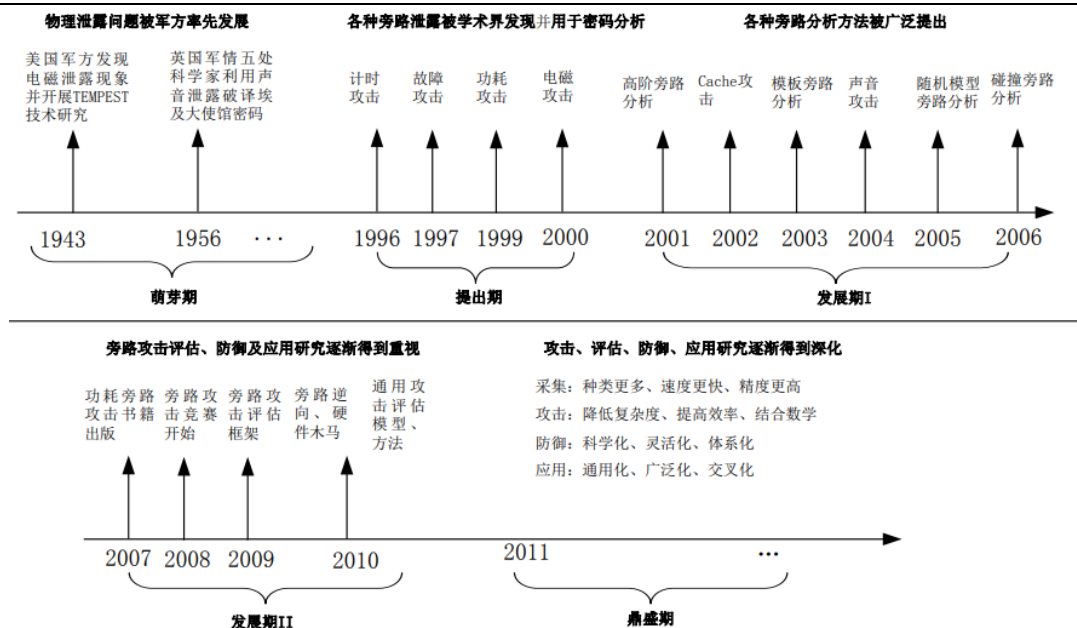 物理泄露问题被军方率先发展
各种旁路泄露被学术界发现并用于密码分析
各种旁路分析方法被广泛提出
美国军方发现
电磁泄露现象
并开展TEMPEST
技术研究
英国军情五处
科学家利用声
音泄露破译埃
及大使馆密码
计时
攻击
故障
攻击
功耗
攻击
电磁
攻击
高阶旁路
分析
Cache攻
击
模板旁路
分析
声音
攻击
随机模型
旁路分析
碰撞旁路
分析
1943
1956
...
1996
1997
1999
2000
2001
2002
2003
2004
2005
2006
萌芽期
提出期
发展期I
旁路攻击评估、防御及应用研究逐渐得到重视
攻击、评估、防御、应用研究逐渐得到深化
功耗旁路
攻击书籍
出版
旁路攻
击竞赛
开始
旁路攻
击评估
框架
旁路逆
向、硬
件木马
通用攻
击评估
模型、
方法
采集：种类更多、速度更快、精度更高
攻击：降低复杂度、提高效率、结合数学
防御：科学化、灵活化、体系化
应用：通用化、广泛化、交叉化
2007
2008
2009
2010
2011
...
发展期II
鼎盛期